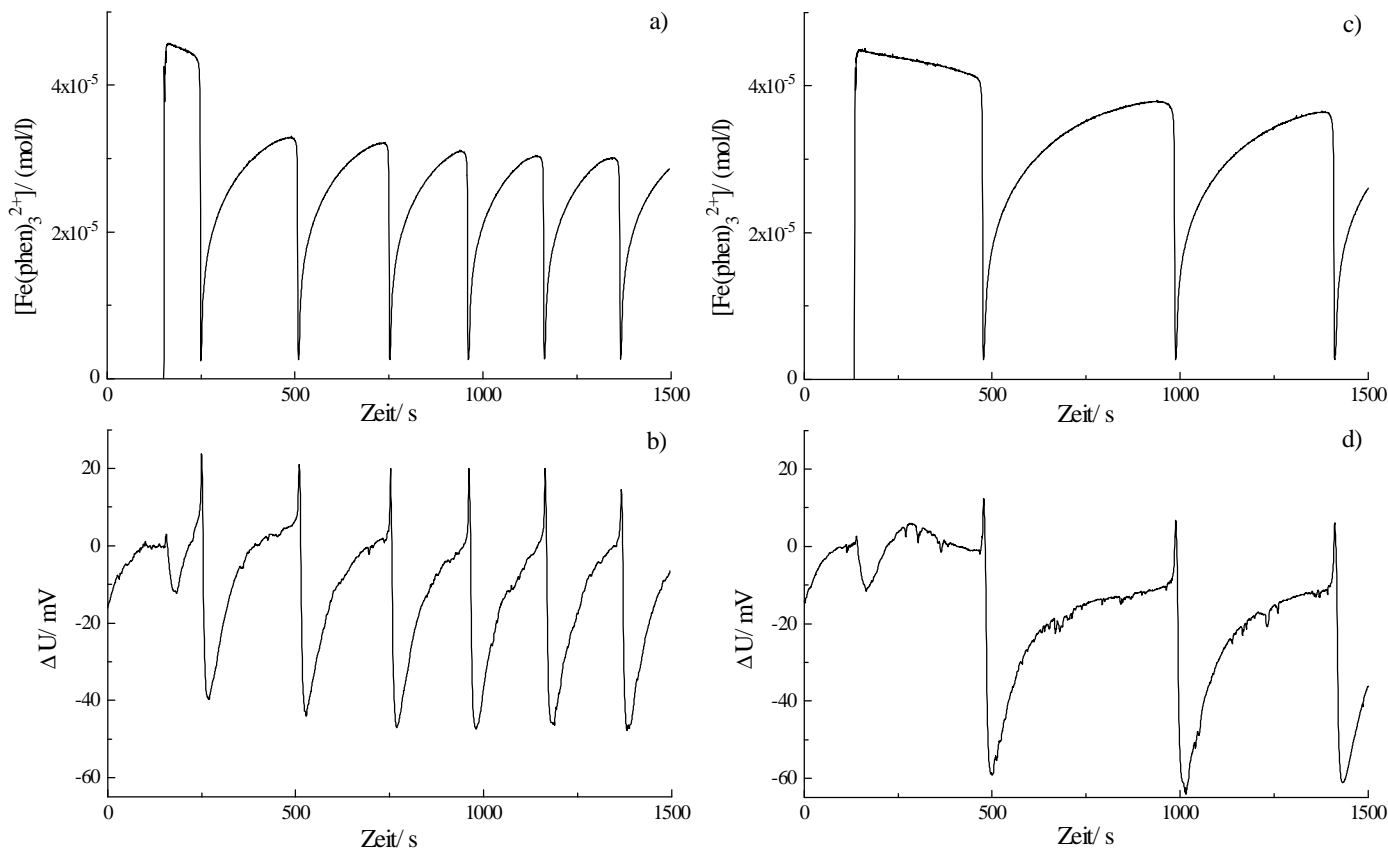 a)
[Fe(phen)₃²⁺]/ (mol/l)
4x10⁻⁵
2x10⁻⁵
0
0 500 1000 1500
Zeit/ s
c)
[Fe(phen)₃²⁺]/ (mol/l)
4x10⁻⁵
2x10⁻⁵
0
0 500 1000 1500
Zeit/ s
b)
Δ U/ mV
20
0
-20
-40
-60
0 500 1000 1500
Zeit/ s
d)
Δ U/ mV
20
0
-20
-40
-60
0 500 1000 1500
Zeit/ s